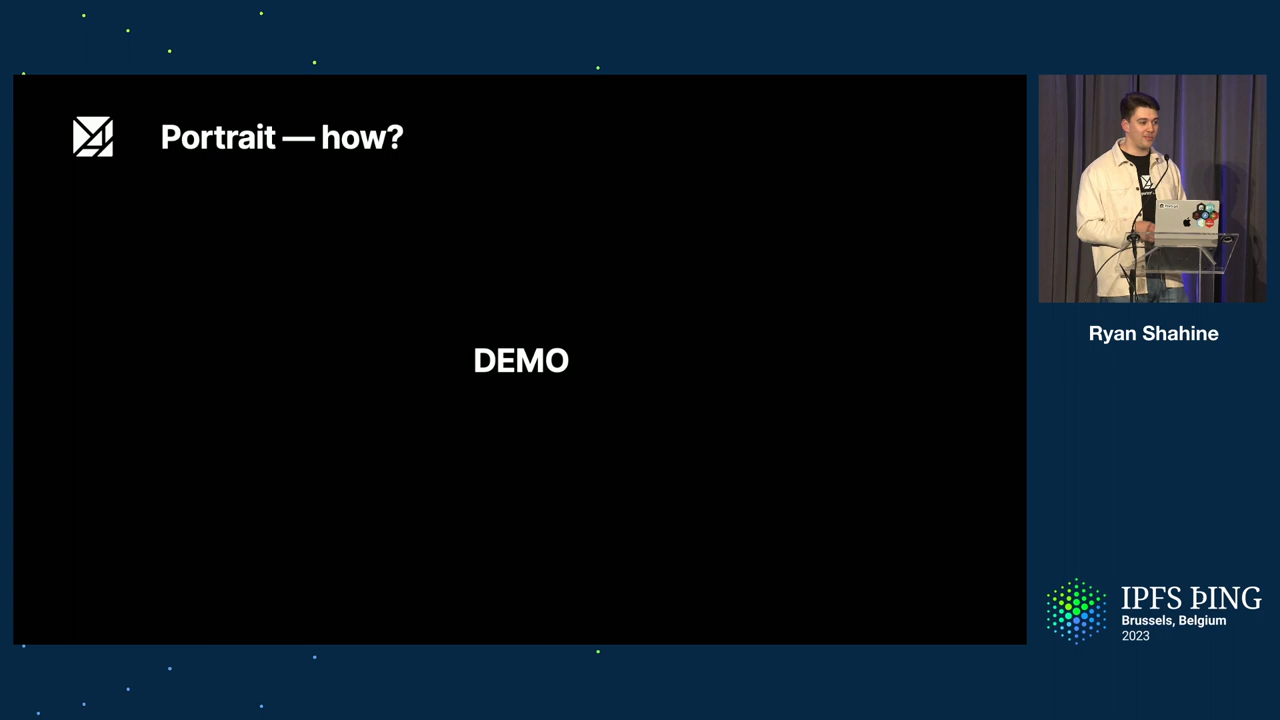 Portrait — how?
DEMO
Ryan Shahine
IPFS ÞING
Brussels, Belgium
2023